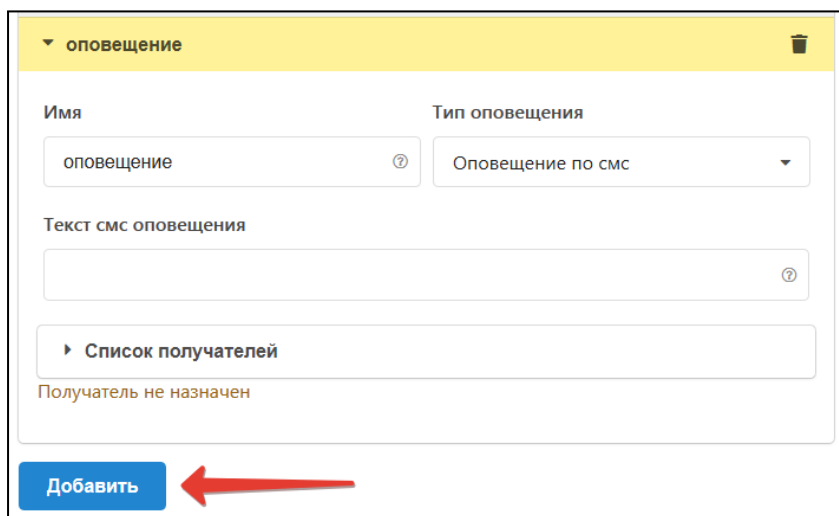 оповещение
Имя
Тип оповещения
оповещение
Оповещение по смс
Текст смс оповещения
Список получателей
Получатель не назначен
Добавить